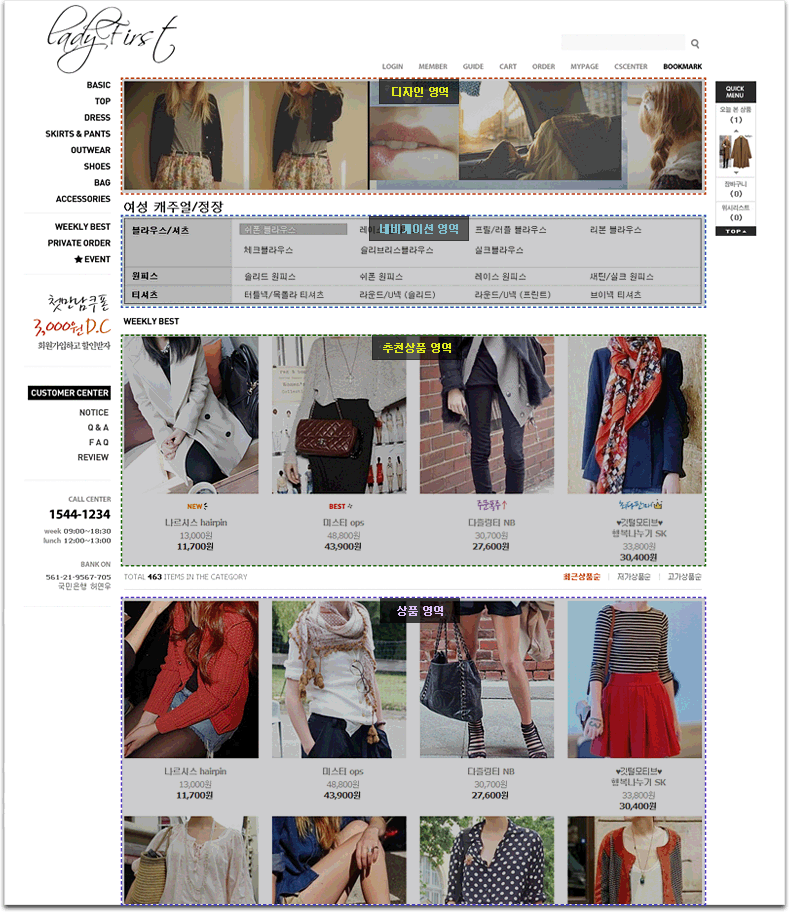 lady First
LOGIN MEMBER GUIDE CART ORDER MYPAGE CSCENTER BOOKMARK
BASIC
TOP
DRESS
SKIRTS & PANTS
OUTWEAR
SHOES
BAG
ACCESSORIES
WEEKLY BEST
PRIVATE ORDER
★ EVENT
첫만남쿠폰
3,000원 D.C
회원가입하고 할인받자
CUSTOMER CENTER
NOTICE
Q & A
F A Q
REVIEW
CALL CENTER
1544-1234
week 09:00~18:30
lunch 12:00~13:00
BANK ON
561-21-9567-705
국민은행 허먼우
디자인 영역
여성 캐주얼/정장
네비게이션 영역
블라우스/셔츠 쉬폰 블라우스 프릴/러플 블라우스 리본 블라우스
체크블라우스 슬리브리스블라우스 실크블라우스
원피스 솔리드 원피스 쉬폰 원피스 레이스 원피스 새틴/실크 원피스
티셔츠 터틀넥/목폴라 티셔츠 라운드/U넥 (솔리드) 라운드/U넥 (프린트) 브이넥 티셔츠
WEEKLY BEST
추천상품 영역
NEW BEST 주문폭주↑
나르시스 hairpin 미스티 ops 다즐링티 NB ♥깃털모티브♥
행복나누기 SK
13,000원 48,800원 30,700원 33,800원
11,700원 43,900원 27,600원 30,400원
TOTAL 463 ITEMS IN THE CATEGORY
최근상품순 | 저가상품순 | 고가상품순
상품 영역
나르시스 hairpin 미스티 ops 다즐링티 NB ♥깃털모티브♥
행복나누기 SK
13,000원 48,800원 30,700원 33,800원
11,700원 43,900원 27,600원 30,400원
QUICK
MENU
오늘 본 상품
(1)
장바구니
(0)
위시리스트
(0)
TOP▲